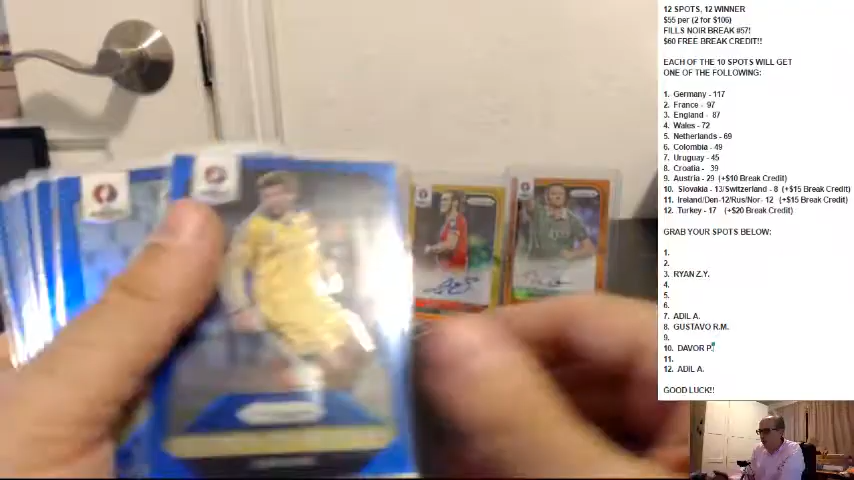 12 SPOTS, 12 WINNER
$55 per (2 for $106)
FILLS NOIR BREAK #57!
$60 FREE BREAK CREDIT!!
EACH OF THE 10 SPOTS WILL GET
ONE OF THE FOLLOWING:
1. Germany - 117
2. France - 97
3. England - 87
4. Wales - 72
5. Netherlands - 69
6. Colombia - 49
7. Uruguay - 45
8. Croatia - 39
9. Austria - 29 (+$10 Break Credit)
10. Slovakia - 13/Switzerland - 8 (+$15 Break Credit)
11. Ireland/Den-12/Rus/Nor- 12 (+$15 Break Credit)
12. Turkey - 17 (+$20 Break Credit)
GRAB YOUR SPOTS BELOW:
1.
2.
3. RYAN Z.Y.
4.
5.
6.
7. ADIL A.
8. GUSTAVO R.M.
9.
10. DAVOR P.
11.
12. ADIL A.
GOOD LUCK!!